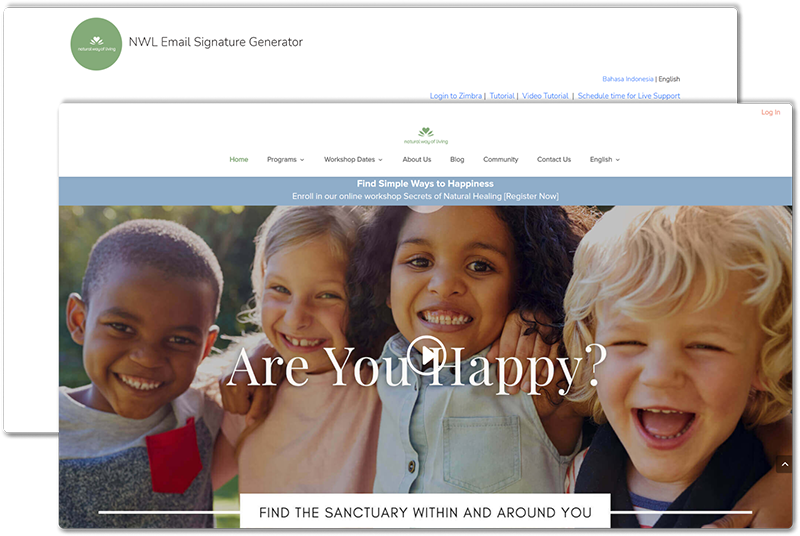 natural way of living
NWL Email Signature Generator
Bahasa Indonesia | English
Login to Zimbra | Tutorial | Video Tutorial | Schedule time for Live Support
Log In
natural way of living
Home Programs Workshop Dates About Us Blog Community Contact Us English
Find Simple Ways to Happiness
Enroll in our online workshop Secrets of Natural Healing [Register Now]
Are You Happy?
FIND THE SANCTUARY WITHIN AND AROUND YOU